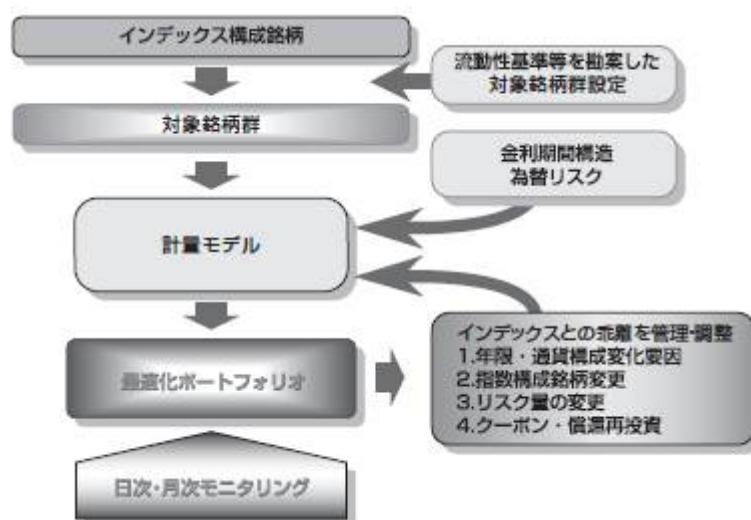 インデックス構成銘柄
流動性基準等を勘案した
対象銘柄群設定
対象銘柄群
金利期間構造
為替リスク
計量モデル
インデックスとの乖離を管理・調整
1.年限・通貨構成変化要因
2.指数構成銘柄変更
3.リスク量の変更
4.クーポン・償還再投資
最適化ポートフォリオ
日次・月次モニタリング